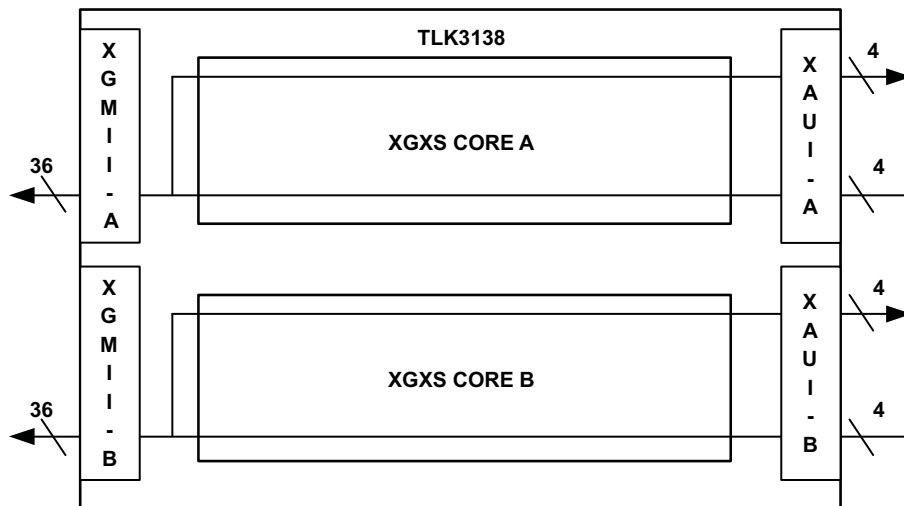 TLK3138
XGMII-A
XGXS CORE A
XAUI-A
36
4
4
XGMII-B
XGXS CORE B
XAUI-B
36
4
4